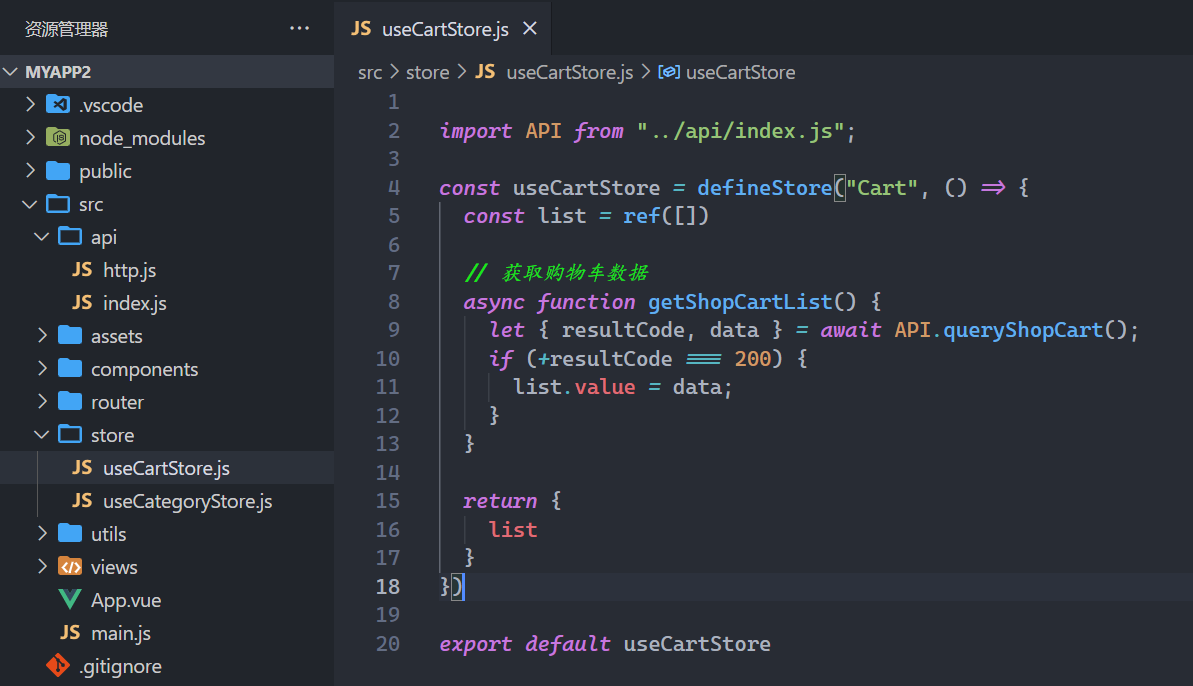 资源管理器 ···
MYAPP2
.vscode
node_modules
public
src
api
JS http.js
JS index.js
assets
components
router
store
JS useCartStore.js
JS useCategoryStore.js
utils
views
App.vue
JS main.js
.gitignore
JS useCartStore.js
src > store > JS useCartStore.js > useCartStore
1
2 import API from "../api/index.js";
3
4 const useCartStore = defineStore("Cart", () => {
5 const list = ref([])
6
7 // 获取购物车数据
8 async function getShopCartList() {
9 let { resultCode, data } = await API.queryShopCart();
10 if (+resultCode === 200) {
11 list.value = data;
12 }
13 }
14
15 return {
16 list
17 }
18 })
19
20 export default useCartStore